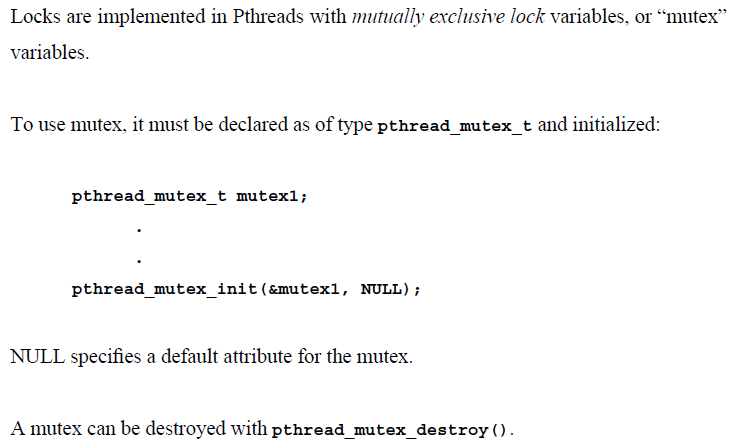 Locks are implemented in Pthreads with mutually exclusive lock variables, or “mutex”
variables.
To use mutex, it must be declared as of type pthread_mutex_t and initialized:
pthread_mutex_t mutex1;
.
.
pthread_mutex_init(&mutex1, NULL);
NULL specifies a default attribute for the mutex.
A mutex can be destroyed with pthread_mutex_destroy().